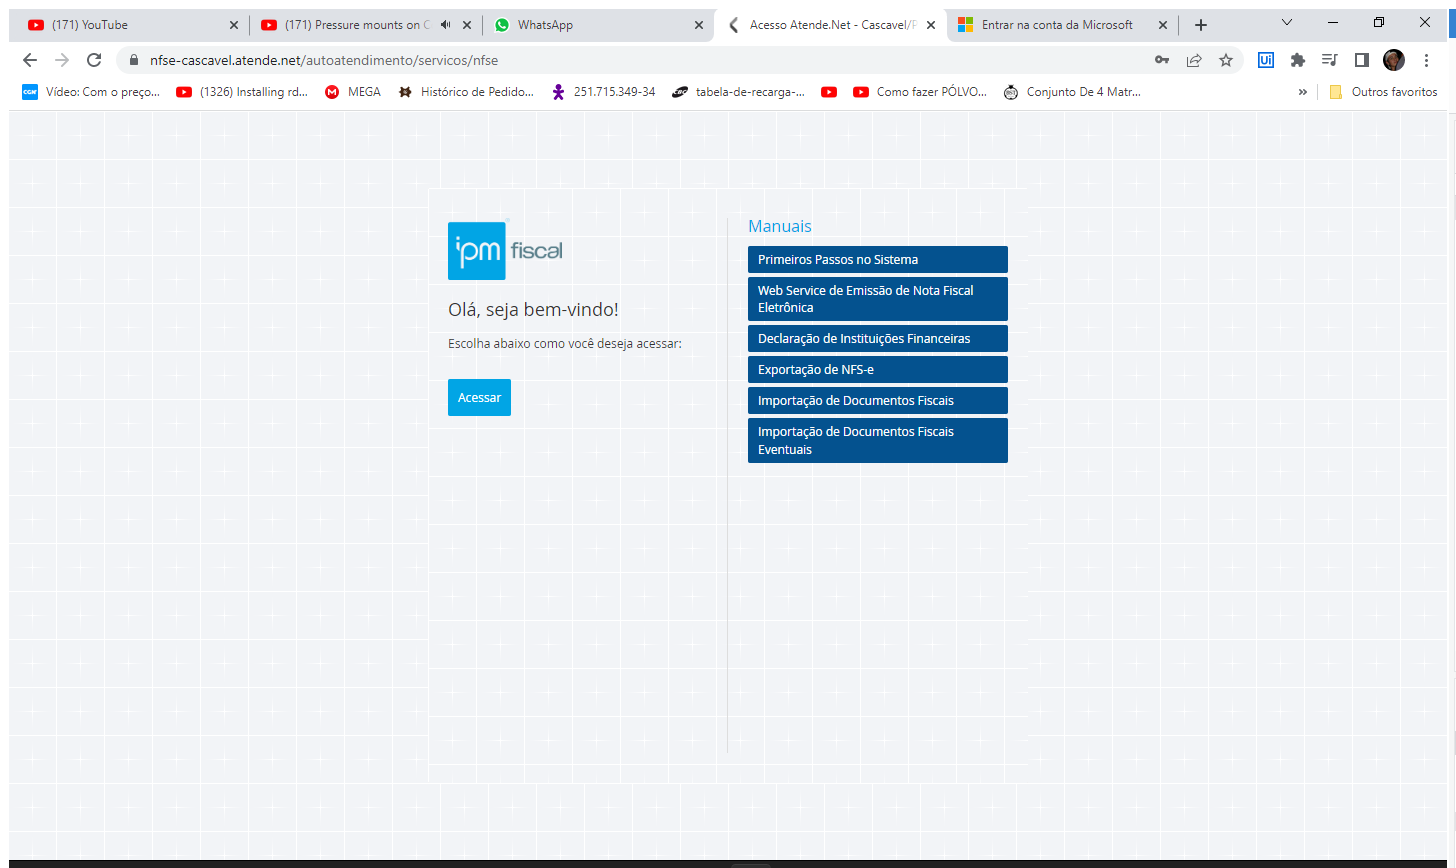 (171) YouTube
(171) Pressure mounts on C
WhatsApp
Acesso Atende.Net - Cascavel/P
Entrar na conta da Microsoft
nfse-cascavel.atende.net/autoatendimento/servicos/nfse
Ui
CGN
Vídeo: Com o preço...
(1326) Installing rd...
M
MEGA
Histórico de Pedido...
251.715.349-34
CBC
tabela-de-recarga-...
Como fazer PÓLVO...
Conjunto De 4 Matr...
»
Outros favoritos
ipm fiscal
Olá, seja bem-vindo!
Escolha abaixo como você deseja acessar:
Acessar
Manuais
Primeiros Passos no Sistema
Web Service de Emissão de Nota Fiscal
Eletrônica
Declaração de Instituições Financeiras
Exportação de NFS-e
Importação de Documentos Fiscais
Importação de Documentos Fiscais
Eventuais